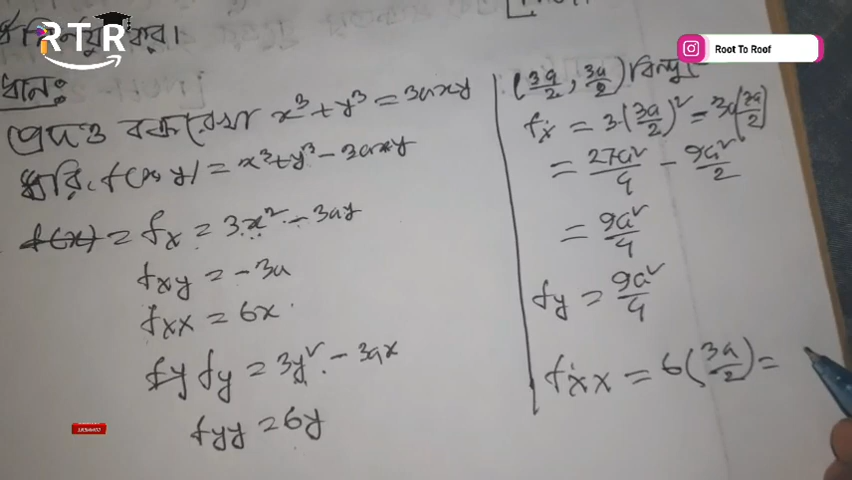 RTR
Root To Roof
ধানঃ
প্রদত্ত বক্ররেখা x³ + y³ = 3axy
ধরি, f(x, y) = x³ + y³ - 3axy
f(x) = fx = 3x² - 3ay
fxy = -3a
fxx = 6x
fy fy = 3y² - 3ax
fyy = 6y
(3a/2, 3a/2) বিন্দুতে
fx = 3(3a/2)² = 3a(3a/2)
= 27a²/4 - 9a²/2
= 9a²/4
fy = 9a²/4
fxx = 6(3a/2) =